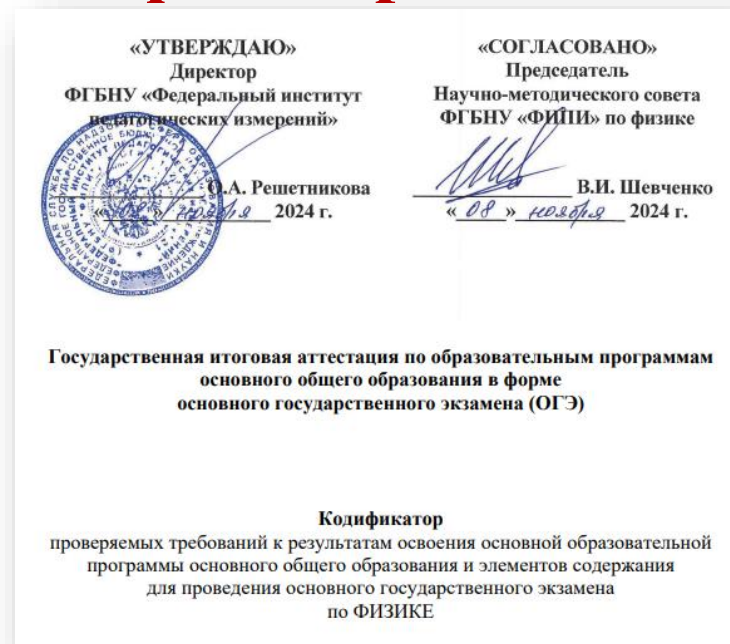 «УТВЕРЖДАЮ»
Директор
ФГБНУ «Федеральный институт
педагогических измерений»
О.А. Решетникова
«08» ноября 2024 г.
«СОГЛАСОВАНО»
Председатель
Научно-методического совета
ФГБНУ «ФИПИ» по физике
В.И. Шевченко
«08» ноября 2024 г.
Государственная итоговая аттестация по образовательным программам
основного общего образования в форме
основного государственного экзамена (ОГЭ)
Кодификатор
проверяемых требований к результатам освоения основной образовательной
программы основного общего образования и элементов содержания
для проведения основного государственного экзамена
по ФИЗИКЕ